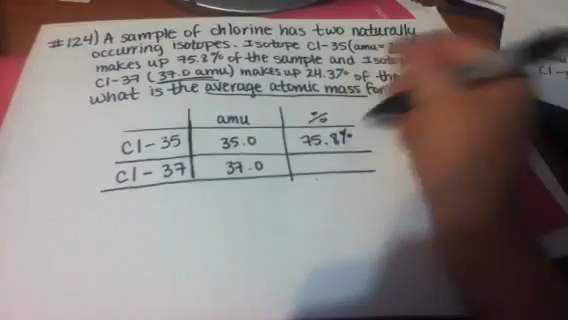 #124) A sample of chlorine has two naturally
occurring isotopes. Isotope Cl-35 (amu=
makes up 75.8% of the sample and
Cl-37 (37.0 amu) makes up 24.3% of the
What is the average atomic mass for
amu %
Cl-35 35.0 75.8%
Cl-37 37.0